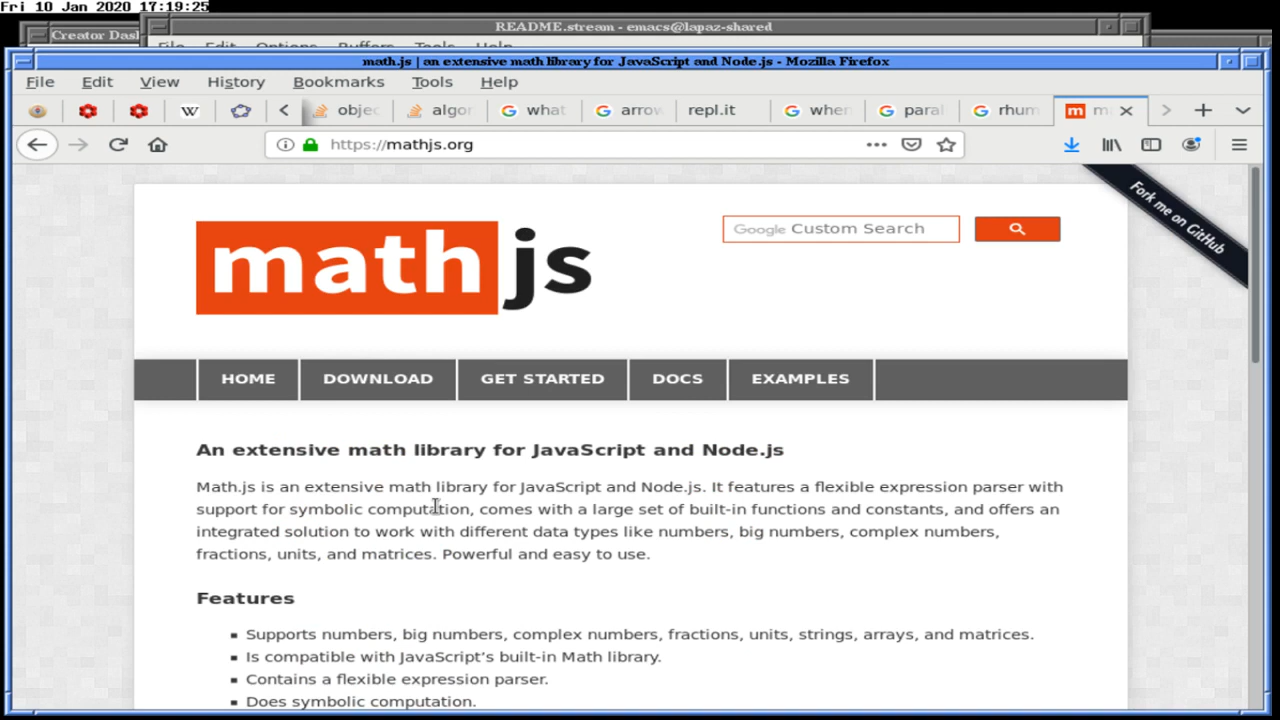 Fri 10 Jan 2020 17:19:25
README.stream - emacs@lapaz-shared
Creator Dash
File Edit Options Buffers Tools Help
math.js | an extensive math library for JavaScript and Node.js - Mozilla Firefox
File Edit View History Bookmarks Tools Help
W objec algor what arrow repl.it wher paral rhum m
https://mathjs.org
Fork me on GitHub
math js
Google Custom Search
HOME DOWNLOAD GET STARTED DOCS EXAMPLES
An extensive math library for JavaScript and Node.js
Math.js is an extensive math library for JavaScript and Node.js. It features a flexible expression parser with
support for symbolic computation, comes with a large set of built-in functions and constants, and offers an
integrated solution to work with different data types like numbers, big numbers, complex numbers,
fractions, units, and matrices. Powerful and easy to use.
Features
▪ Supports numbers, big numbers, complex numbers, fractions, units, strings, arrays, and matrices.
▪ Is compatible with JavaScript’s built-in Math library.
▪ Contains a flexible expression parser.
▪ Does symbolic computation.